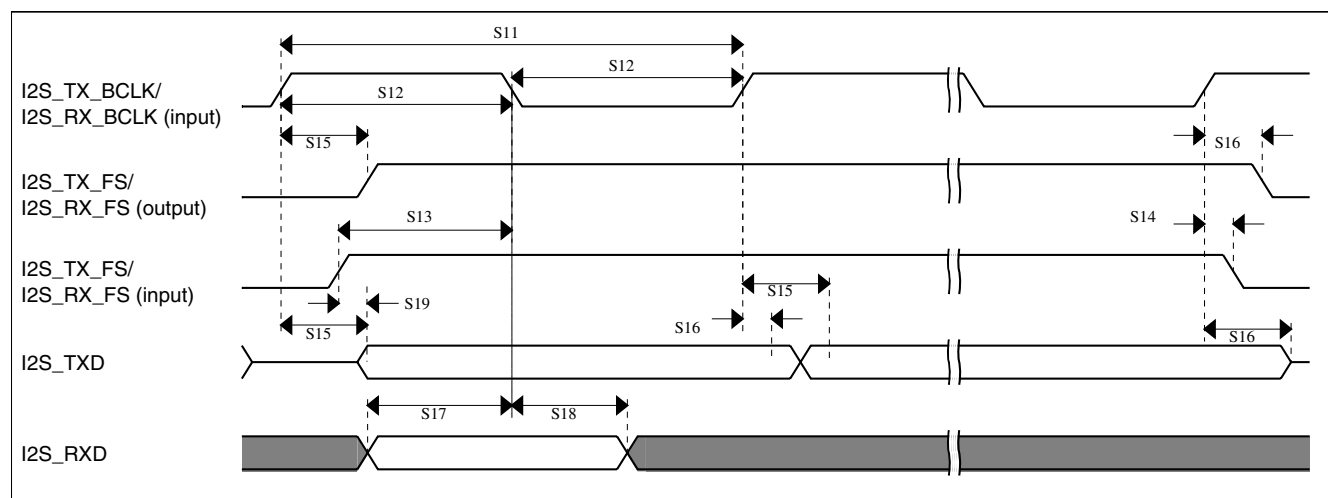 S11
S12
I2S_TX_BCLK/
I2S_RX_BCLK (input)
S12
S15
S16
I2S_TX_FS/
I2S_RX_FS (output)
S13
S14
I2S_TX_FS/
I2S_RX_FS (input)
S19
S15
S15
S16
S16
I2S_TXD
S17
S18
I2S_RXD